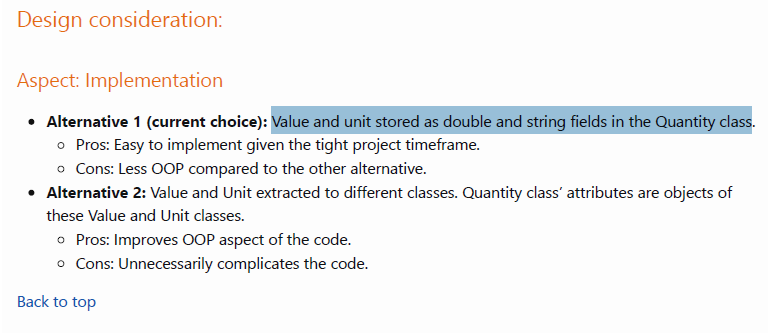 Design consideration:
Aspect: Implementation
• Alternative 1 (current choice): Value and unit stored as double and string fields in the Quantity class.
◦ Pros: Easy to implement given the tight project timeframe.
◦ Cons: Less OOP compared to the other alternative.
• Alternative 2: Value and Unit extracted to different classes. Quantity class’ attributes are objects of
these Value and Unit classes.
◦ Pros: Improves OOP aspect of the code.
◦ Cons: Unnecessarily complicates the code.
Back to top